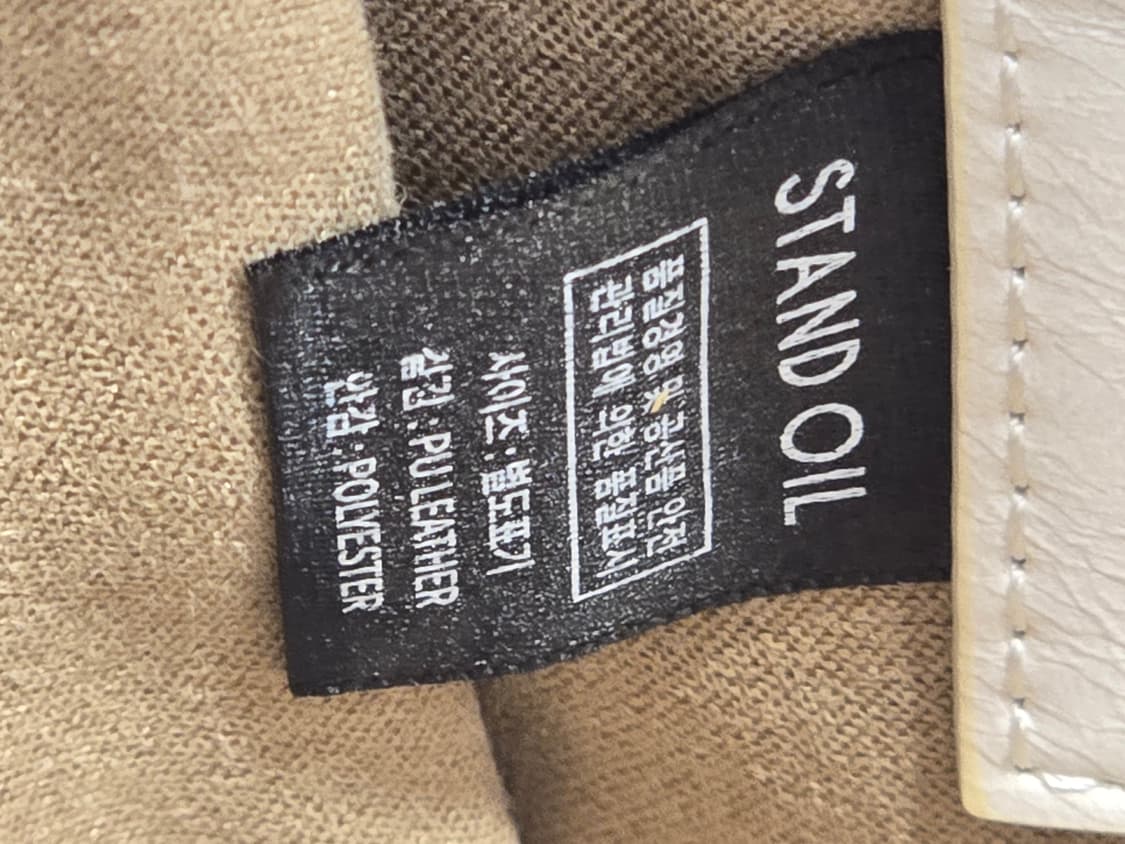 STAND OIL
품질경영 및 공산품 안전
관리법에 의한 품질표시
사이즈 : 별도표기
겉감 : PU LEATHER
안감 : POLYESTER